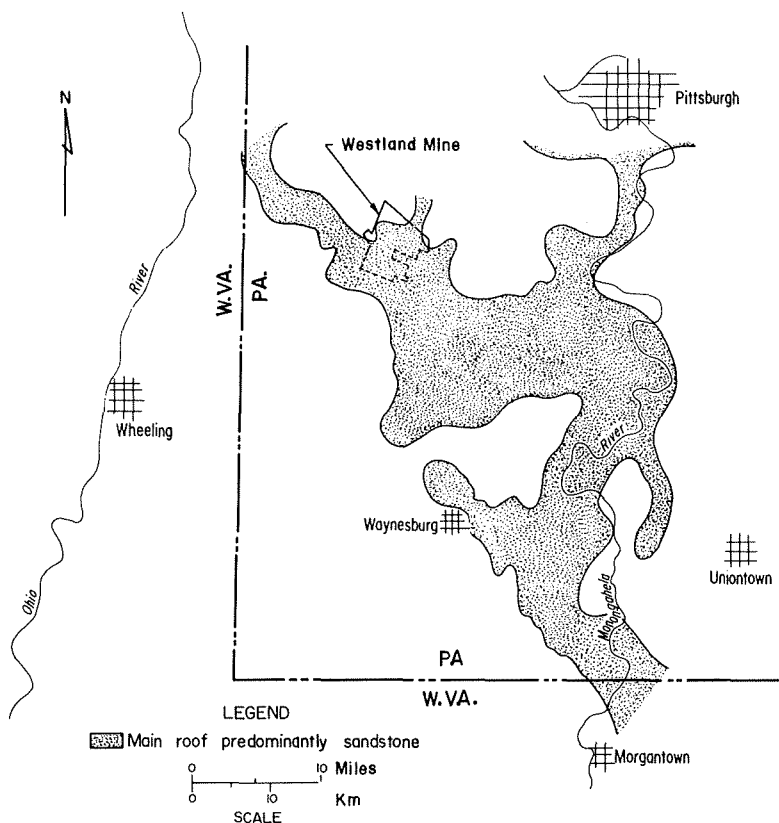 N
Pittsburgh
Westland Mine
River
W.VA.
PA.
Wheeling
River
Waynesburg
Uniontown
Monongahela
Ohio
PA
W.VA.
LEGEND
Main roof predominantly sandstone
0 10 Miles
0 10 Km
SCALE
Morgantown